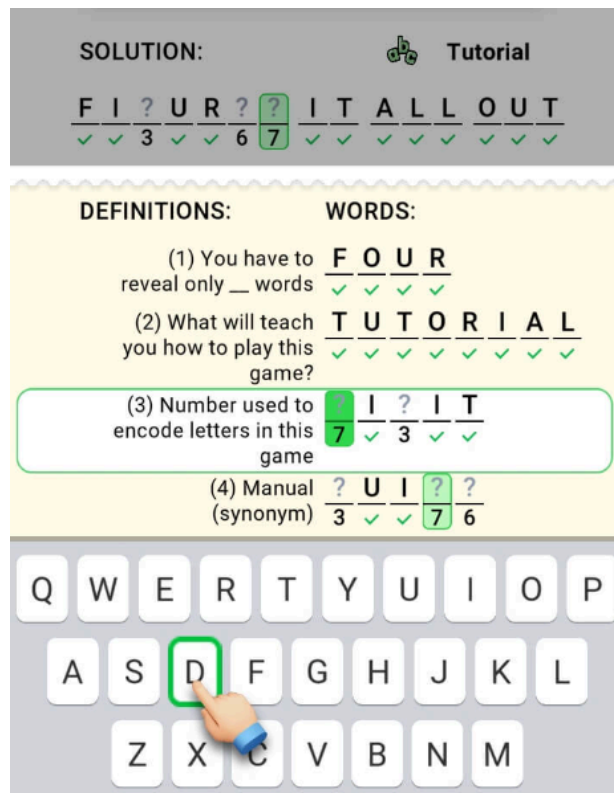 SOLUTION:
abc Tutorial
F I ? U R ? ? I T A L L O U T
3 6 7
DEFINITIONS: WORDS:
(1) You have to F O U R
reveal only __ words
(2) What will teach T U T O R I A L
you how to play this
game?
(3) Number used to ? I ? I T
encode letters in this 7 3
game
(4) Manual ? U I ? ?
(synonym) 3 7 6
Q W E R T Y U I O P
A S D F G H J K L
Z X C V B N M